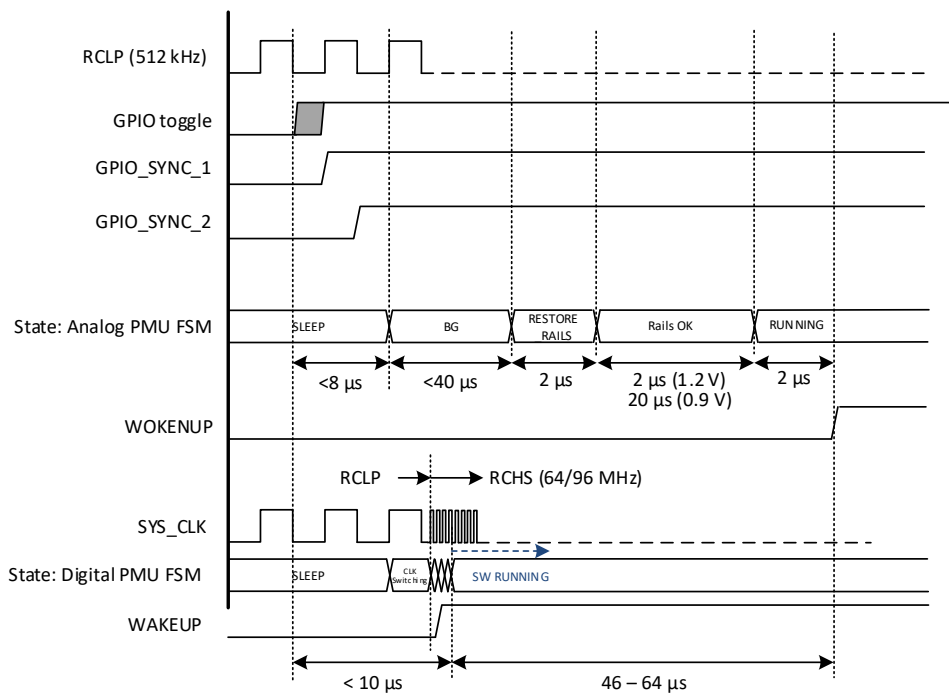 RCLP (512 kHz)
GPIO toggle
GPIO_SYNC_1
GPIO_SYNC_2
State: Analog PMU FSM
SLEEP
BG
RESTORE
RAILS
Rails OK
RUNNING
<8 µs
<40 µs
2 µs
2 µs (1.2 V)
20 µs (0.9 V)
2 µs
WOKENUP
RCLP
RCHS (64/96 MHz)
SYS_CLK
State: Digital PMU FSM
SLEEP
CLK
Switching
SW RUNNING
WAKEUP
< 10 µs
46 – 64 µs